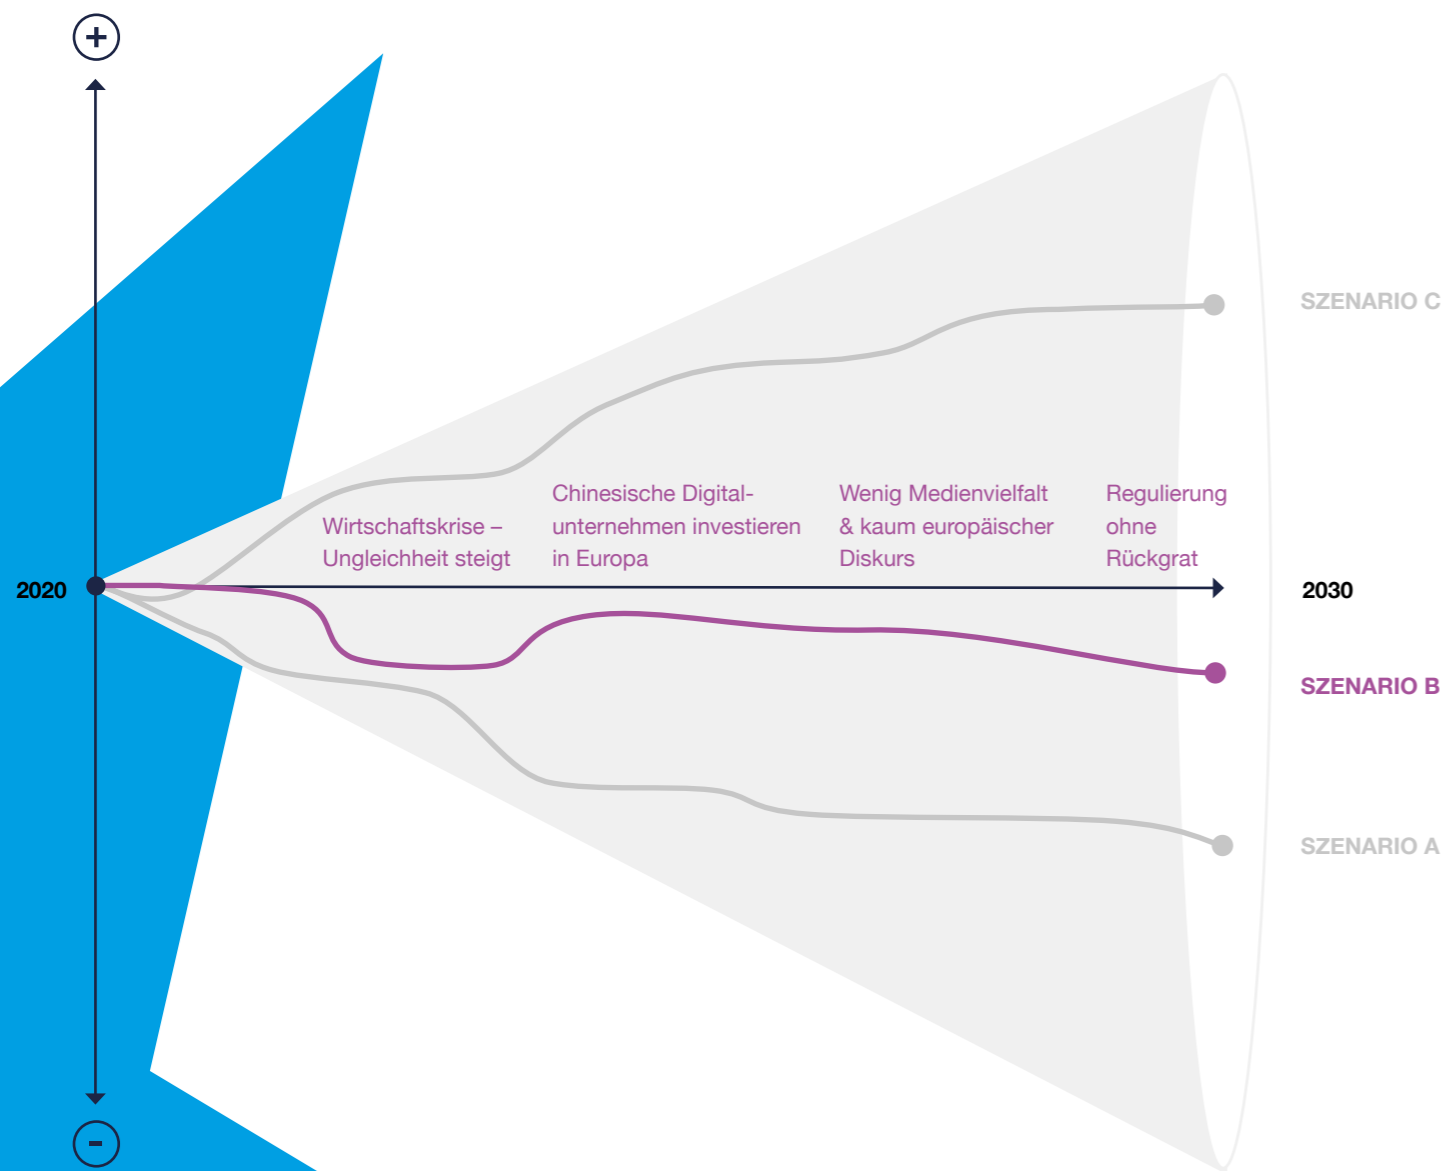 +
SZENARIO C
Wirtschaftskrise –
Ungleichheit steigt
Chinesische Digital-
unternehmen investieren
in Europa
Wenig Medienvielfalt
& kaum europäischer
Diskurs
Regulierung
ohne
Rückgrat
2020
2030
SZENARIO B
SZENARIO A
-